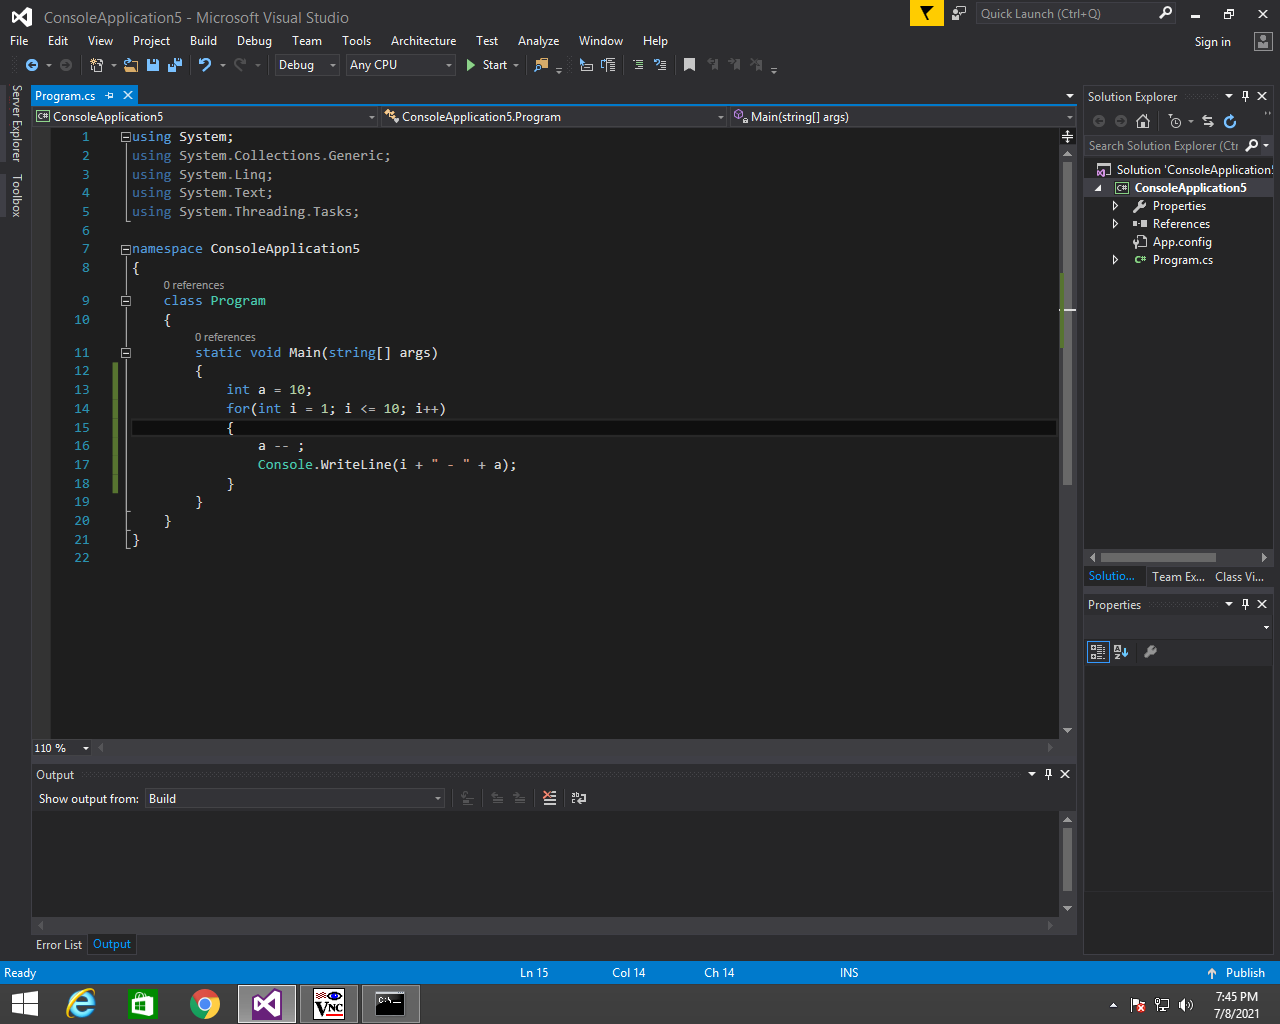 ConsoleApplication5 - Microsoft Visual Studio
Quick Launch (Ctrl+Q)
File Edit View Project Build Debug Team Tools Architecture Test Analyze Window Help
Sign in
Debug Any CPU Start
Server Explorer
Toolbox
Program.cs
ConsoleApplication5 ConsoleApplication5.Program Main(string[] args)
1 using System;
2 using System.Collections.Generic;
3 using System.Linq;
4 using System.Text;
5 using System.Threading.Tasks;
6
7 namespace ConsoleApplication5
8 {
0 references
9 class Program
10 {
0 references
11 static void Main(string[] args)
12 {
13 int a = 10;
14 for(int i = 1; i <= 10; i++)
15 {
16 a -- ;
17 Console.WriteLine(i + " - " + a);
18 }
19 }
20 }
21 }
22
110 %
Solution Explorer
Search Solution Explorer (Ctr
Solution 'ConsoleApplication5
ConsoleApplication5
Properties
References
App.config
C# Program.cs
Solutio... Team Ex... Class Vi...
Properties
Output
Show output from: Build
Error List Output
Ready Ln 15 Col 14 Ch 14 INS Publish
VNC
C:\_
7:45 PM
7/8/2021